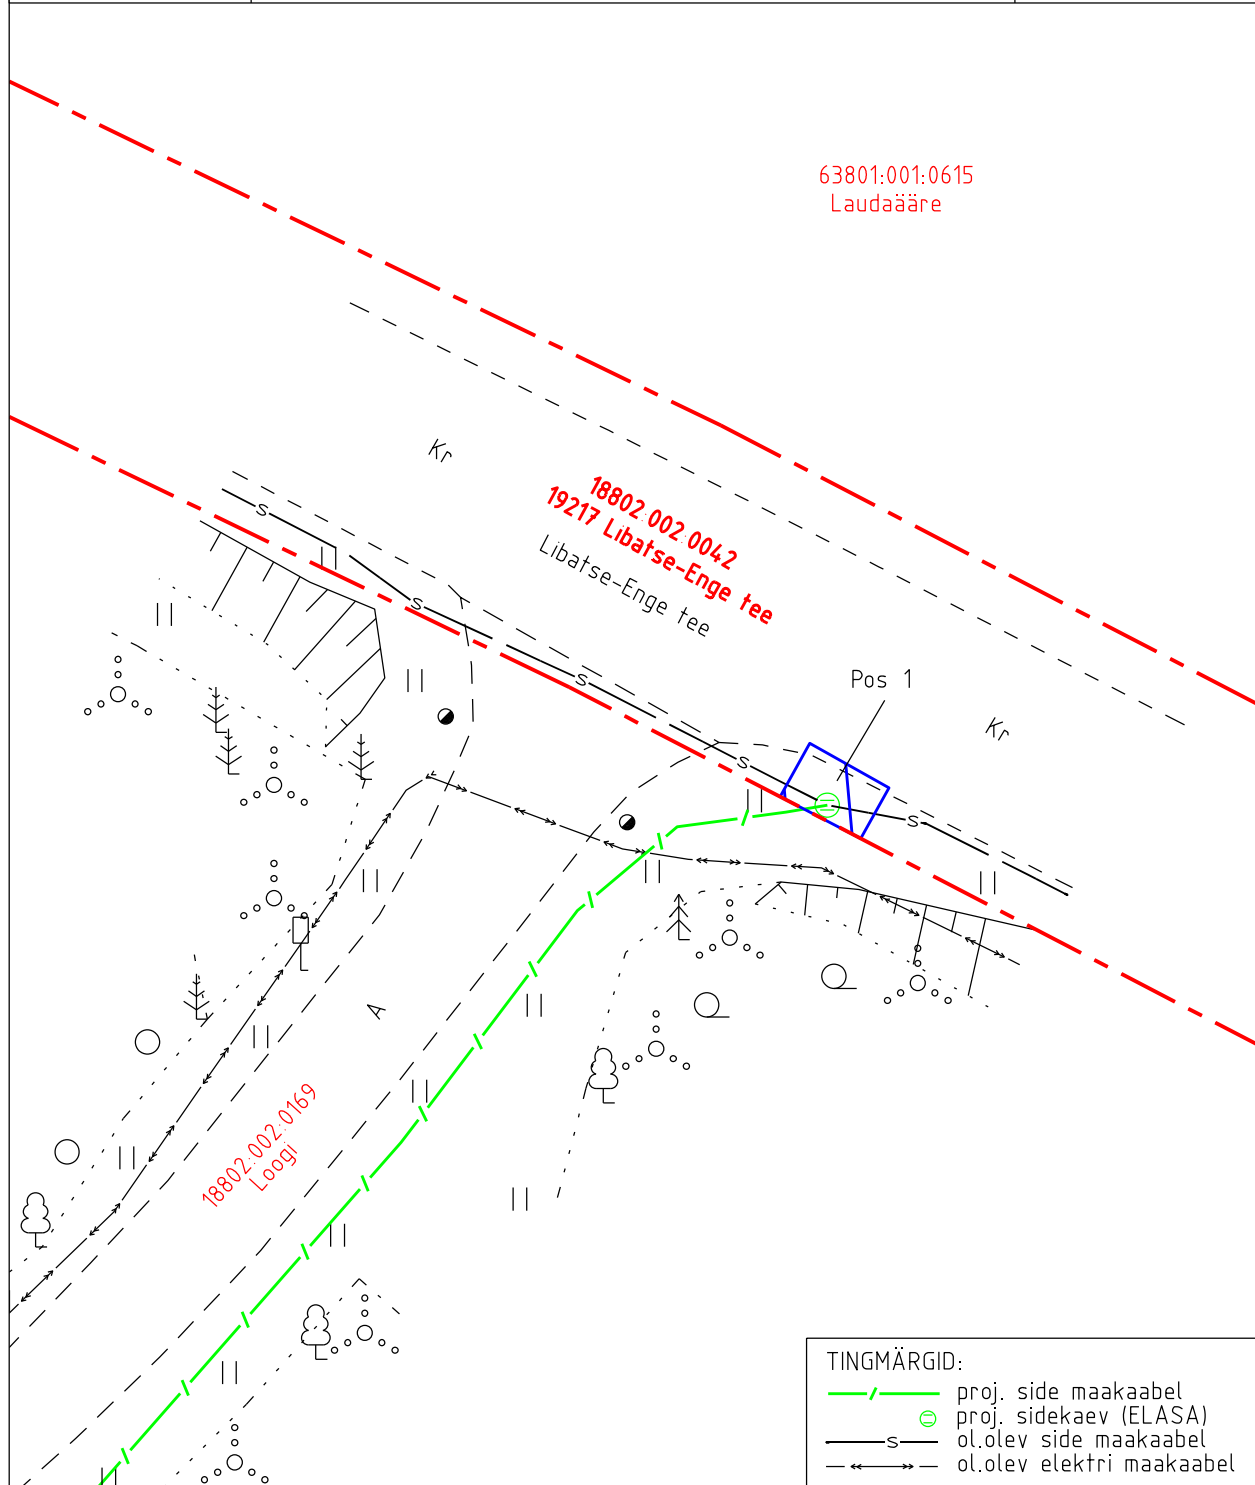 63801:001:0615
Laudaääre
Kr
18802:002:0042
19217 Libatse-Enge tee
Libatse-Enge tee
Pos 1
Kr
S
S
S
S
S
A
18802:002:0169
Loogi
TINGMÄRGID:
proj. side maakaabel
proj. sidekaev (ELASA)
S ol.olev side maakaabel
ol.olev elektri maakaabel